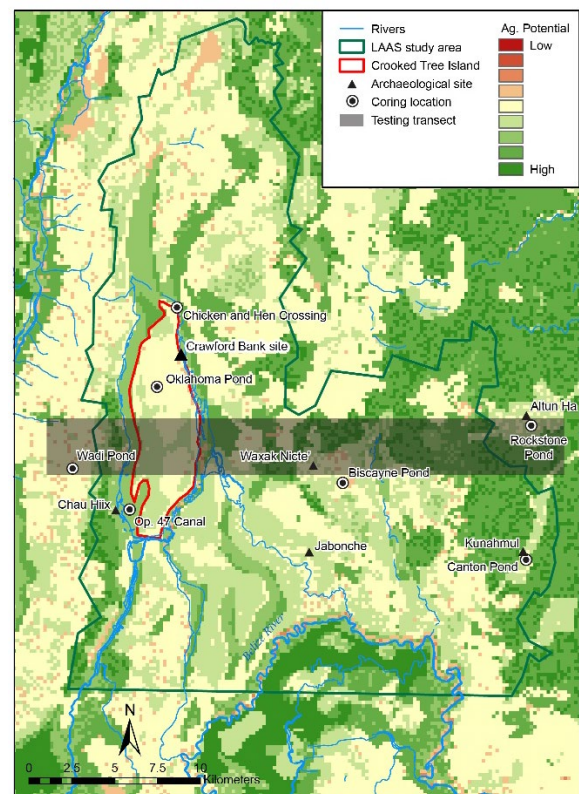 Rivers
LAAS study area
Crooked Tree Island
Archaeological site
Coring location
Testing transect
Ag. Potential
Low
High
Chicken and Hen Crossing
Crawford Bank site
Oklahoma Pond
Altun Ha
Rockstone
Pond
Wadi Pond
Waxak Nicte'
Biscayne Pond
Chau Hiix
Op. 47 Canal
Jabonche
Kunahmul
Canton Pond
Belize River
N
0 2.5 5 7.5 10
Kilometers